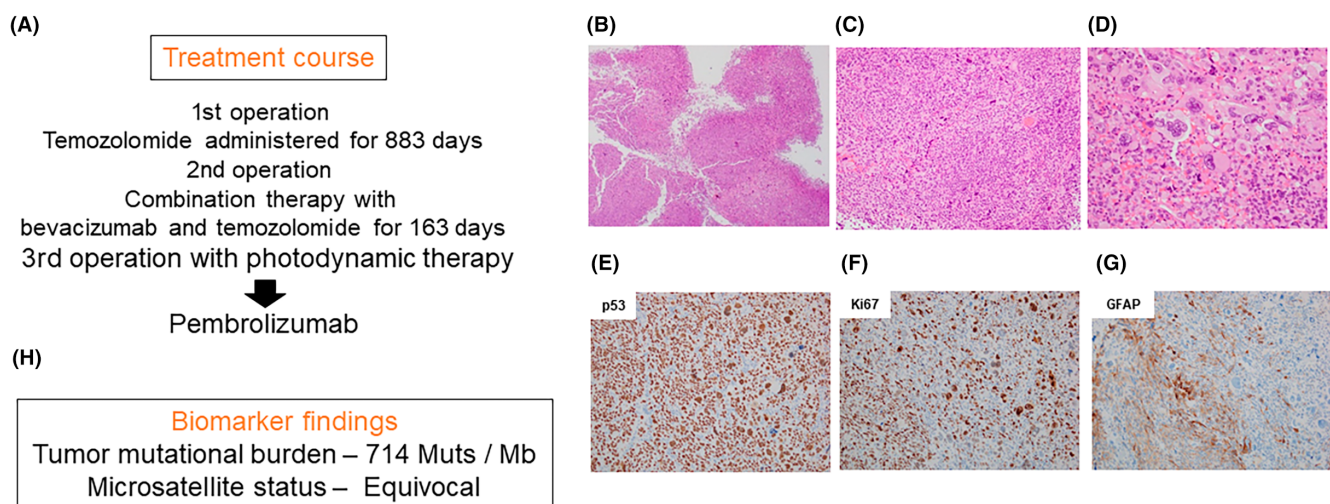 (A)
Treatment course
1st operation
Temozolomide administered for 883 days
2nd operation
Combination therapy with
bevacizumab and temozolomide for 163 days
3rd operation with photodynamic therapy
Pembrolizumab
(B)
(C)
(D)
(E)
p53
(F)
Ki67
(G)
GFAP
(H)
Biomarker findings
Tumor mutational burden – 714 Muts / Mb
Microsatellite status – Equivocal